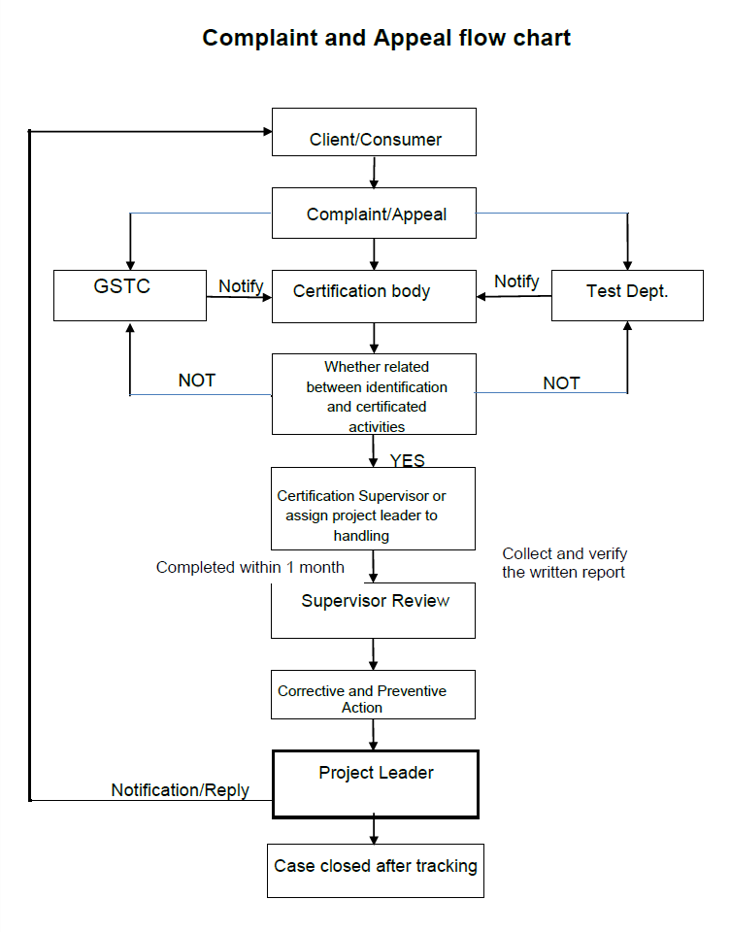 Complaint and Appeal flow chart
Client/Consumer
Complaint/Appeal
GSTC
Notify
Certification body
Notify
Test Dept.
Whether related
between identification
and certificated
activities
NOT
NOT
YES
Certification Supervisor or
assign project leader to
handling
Completed within 1 month
Collect and verify
the written report
Supervisor Review
Corrective and Preventive
Action
Project Leader
Notification/Reply
Case closed after tracking